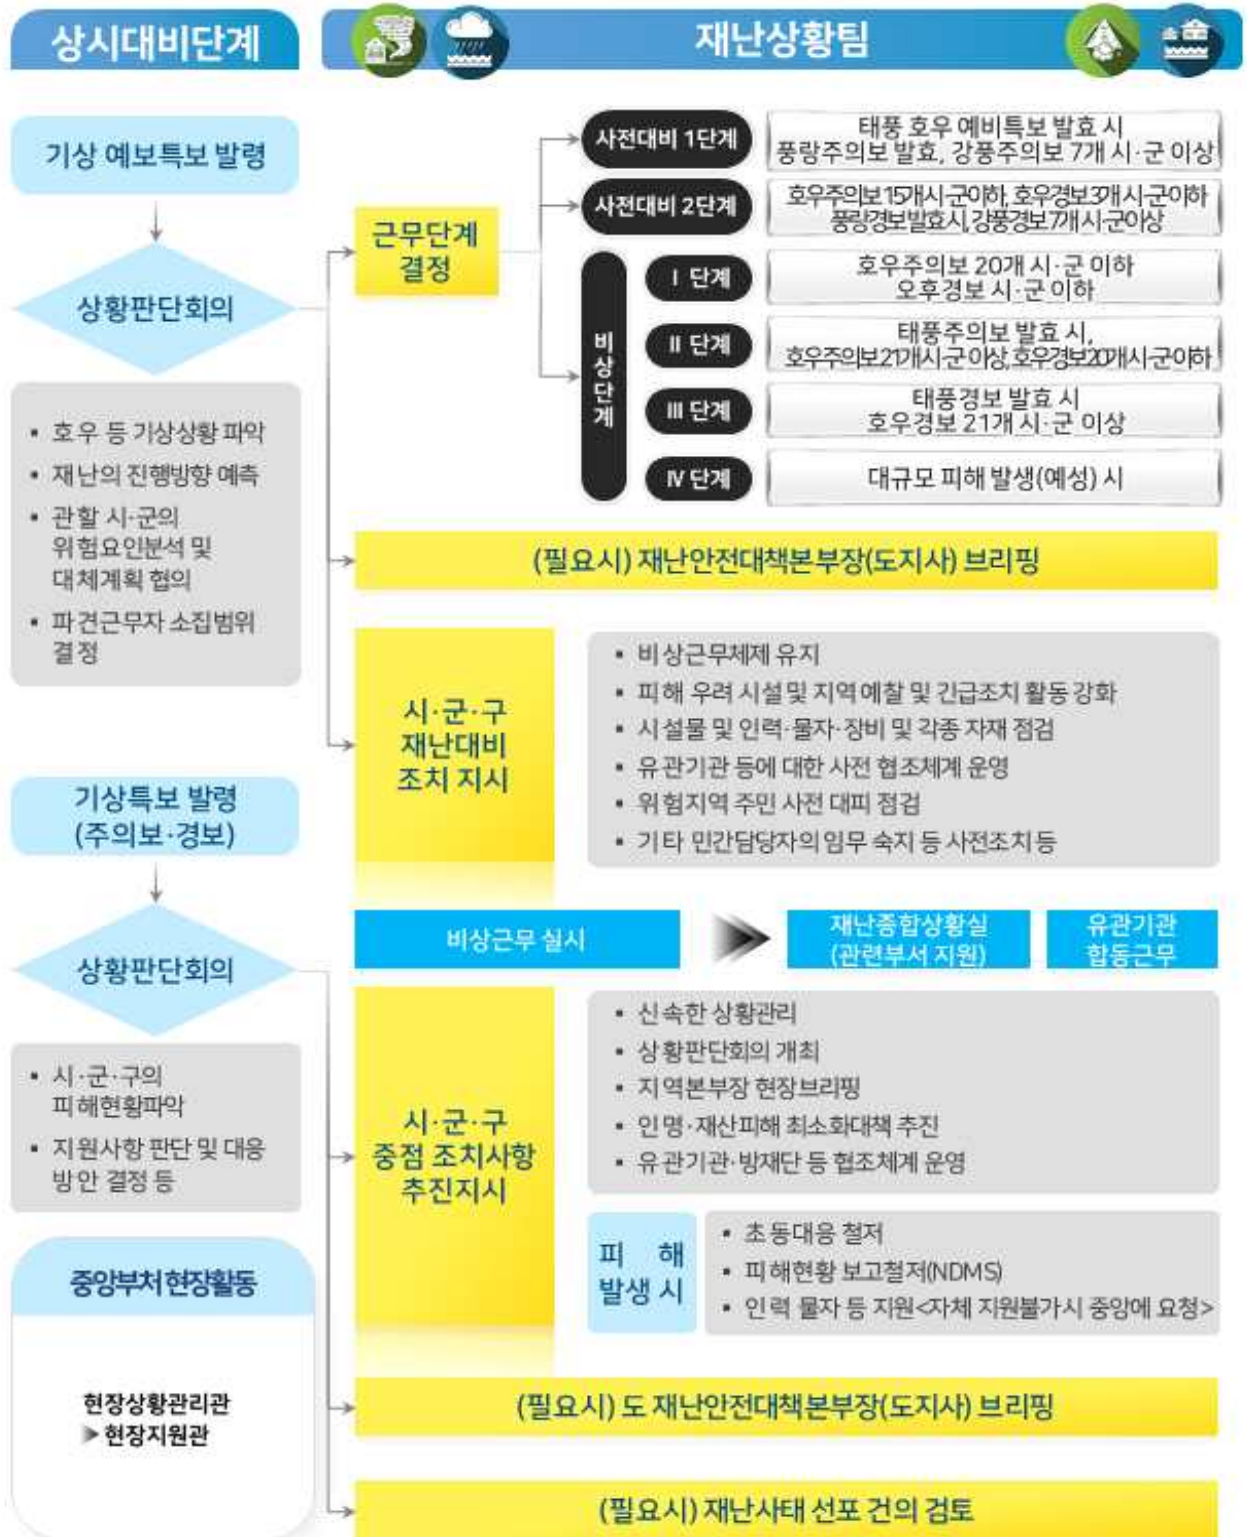 상시대비단계
재난상황팀
기상 예보특보 발령
상황판단회의
▪ 호우 등 기상상황 파악
▪ 재난의 진행방향 예측
▪ 관할 시·군의
위험요인분석 및
대체계획 협의
▪ 파견근무자 소집범위
결정
근무단계
결정
사전대비 1단계
태풍 호우 예비특보 발효 시
풍랑주의보 발효, 강풍주의보 7개 시·군 이상
사전대비 2단계
호우주의보15개시·군이하, 호우경보3개시·군이하
풍랑경보발효시, 강풍경보7개시·군이상
비상단계
Ⅰ 단계
호우주의보 20개 시·군 이하
오후경보 시·군 이하
Ⅱ 단계
태풍주의보 발효 시,
호우주의보21개시·군이상, 호우경보20개시·군이하
Ⅲ 단계
태풍경보 발효 시
호우경보 21개 시·군 이상
Ⅳ 단계
대규모 피해 발생(예성) 시
(필요시) 재난안전대책본부장(도지사) 브리핑
시·군·구
재난대비
조치 지시
▪ 비상근무체제 유지
▪ 피해 우려 시설 및 지역 예찰 및 긴급조치 활동 강화
▪ 시설물 및 인력·물자·장비 및 각종 자재 점검
▪ 유관기관 등에 대한 사전 협조체계 운영
▪ 위험지역 주민 사전 대피 점검
▪ 기타 민간담당자의 임무 숙지 등 사전조치 등
기상특보 발령
(주의보·경보)
상황판단회의
▪ 시·군·구의
피해현황파악
▪ 지원사항 판단 및 대응
방안 결정 등
비상근무 실시
재난종합상황실
(관련부서 지원)
유관기관
합동근무
시·군·구
중점 조치사항
추진지시
▪ 신속한 상황관리
▪ 상황판단회의 개최
▪ 지역본부장 현장브리핑
▪ 인명·재산피해 최소화대책 추진
▪ 유관기관·방재단 등 협조체계 운영
피 해
발생 시
▪ 초동대응 철저
▪ 피해현황 보고철저(NDMS)
▪ 인력 물자 등 지원<자체 지원불가시 중앙에 요청>
중앙부처 현장활동
현장상황관리관
▶ 현장지원관
(필요시) 도 재난안전대책본부장(도지사) 브리핑
(필요시) 재난사태 선포 건의 검토